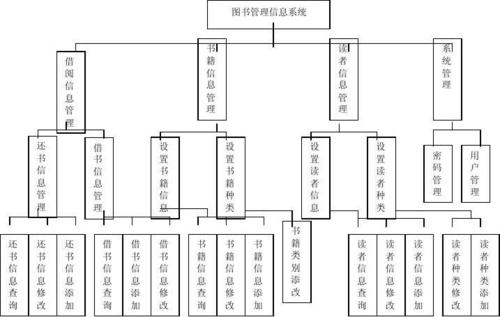 图书管理信息系统
借阅信息管理
书籍信息管理
读者信息管理
系统管理
还书信息管理
借书信息管理
设置书籍信息
设置书籍种类
设置读者信息
设置读者种类
密码管理
用户管理
还书信息查询
还书信息修改
还书信息添加
借书信息查询
借书信息修改
借书信息添加
书籍信息查询
书籍信息修改
书籍信息添加
书籍类别添改
读者信息查询
读者信息修改
读者信息添加
读者种类修改
读者种类添加